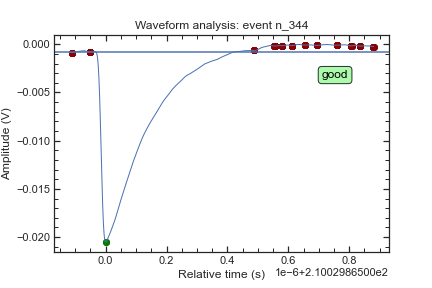 Waveform analysis: event n_344
0.000
−0.005
−0.010
−0.015
−0.020
Amplitude (V)
good
0.0 0.2 0.4 0.6 0.8
Relative time (s)
1e−6+2.1002986500e2